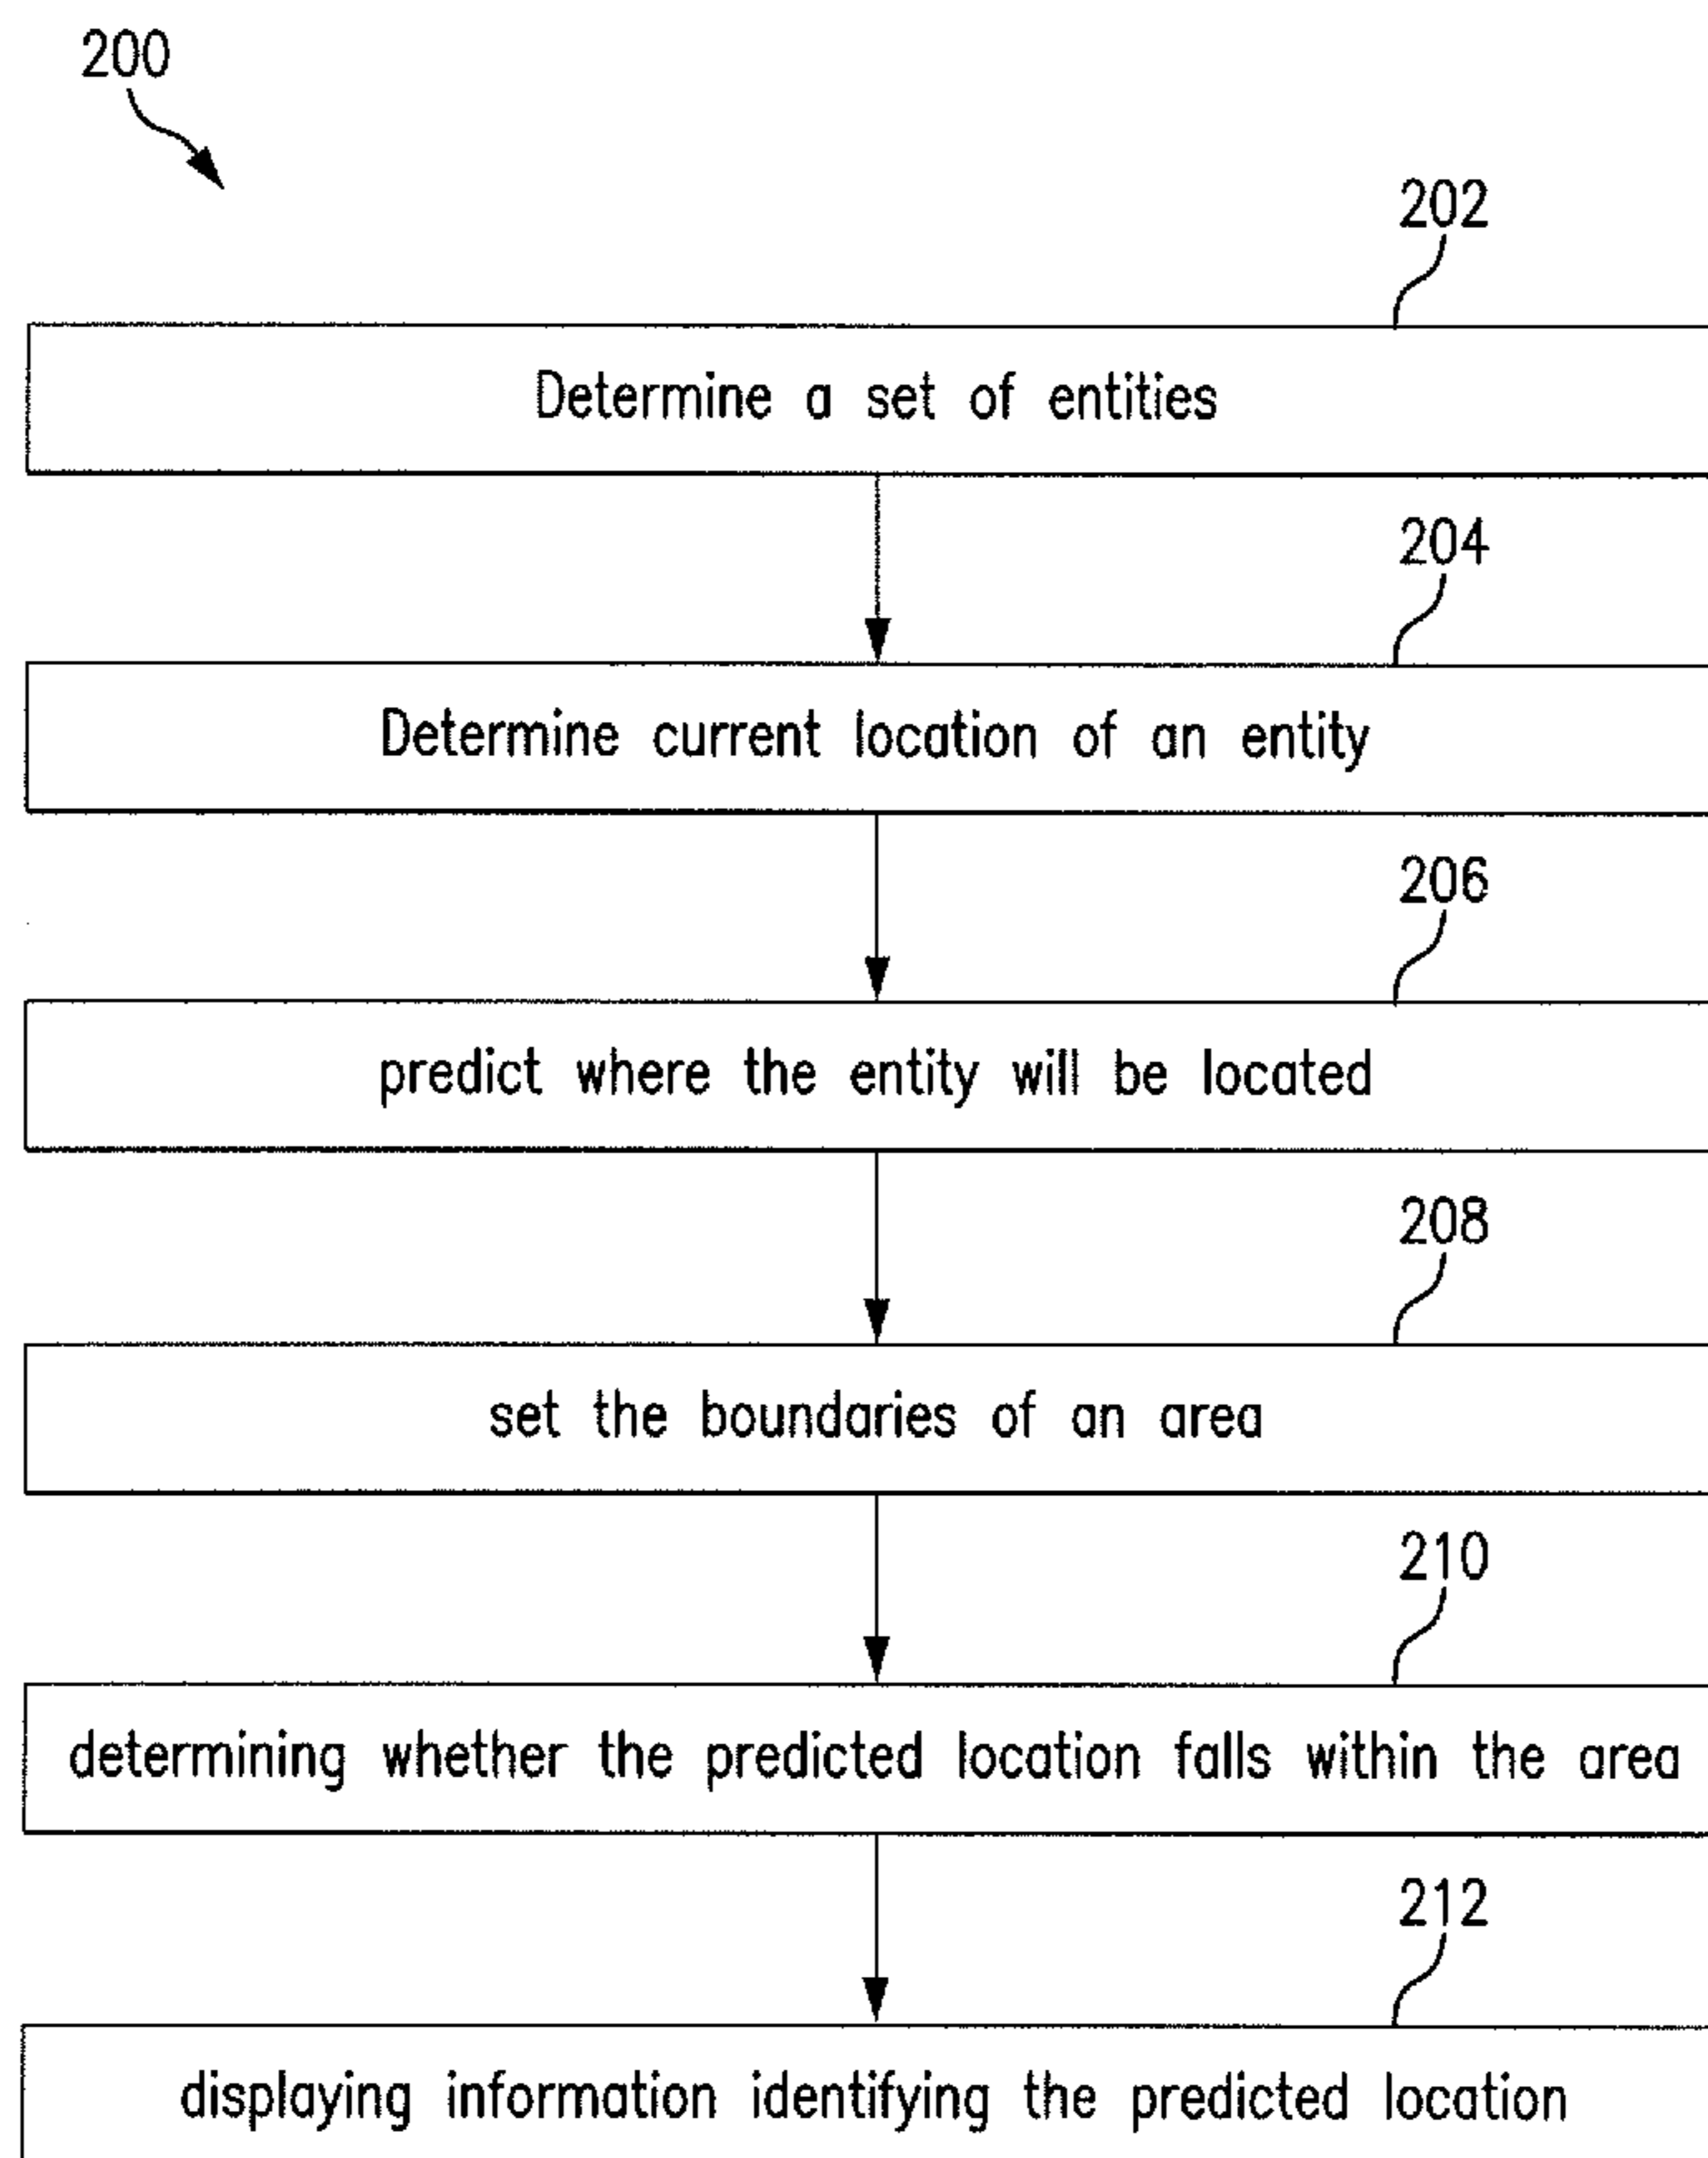 200
202
Determine a set of entities
204
Determine current location of an entity
206
predict where the entity will be located
208
set the boundaries of an area
210
determining whether the predicted location falls within the area
212
displaying information identifying the predicted location